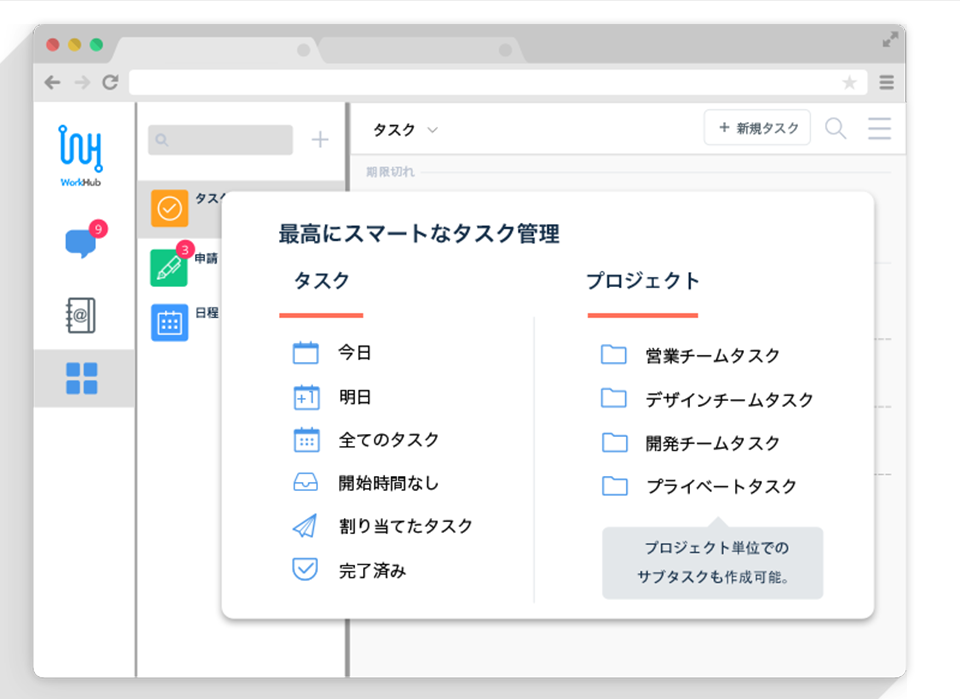 WorkHub
9
タスク
申請
3
日程
タスク
+ 新規タスク
期限切れ
最高にスマートなタスク管理
タスク
今日
明日
全てのタスク
開始時間なし
割り当てたタスク
完了済み
プロジェクト
営業チームタスク
デザインチームタスク
開発チームタスク
プライベートタスク
プロジェクト単位での
サブタスクも作成可能。